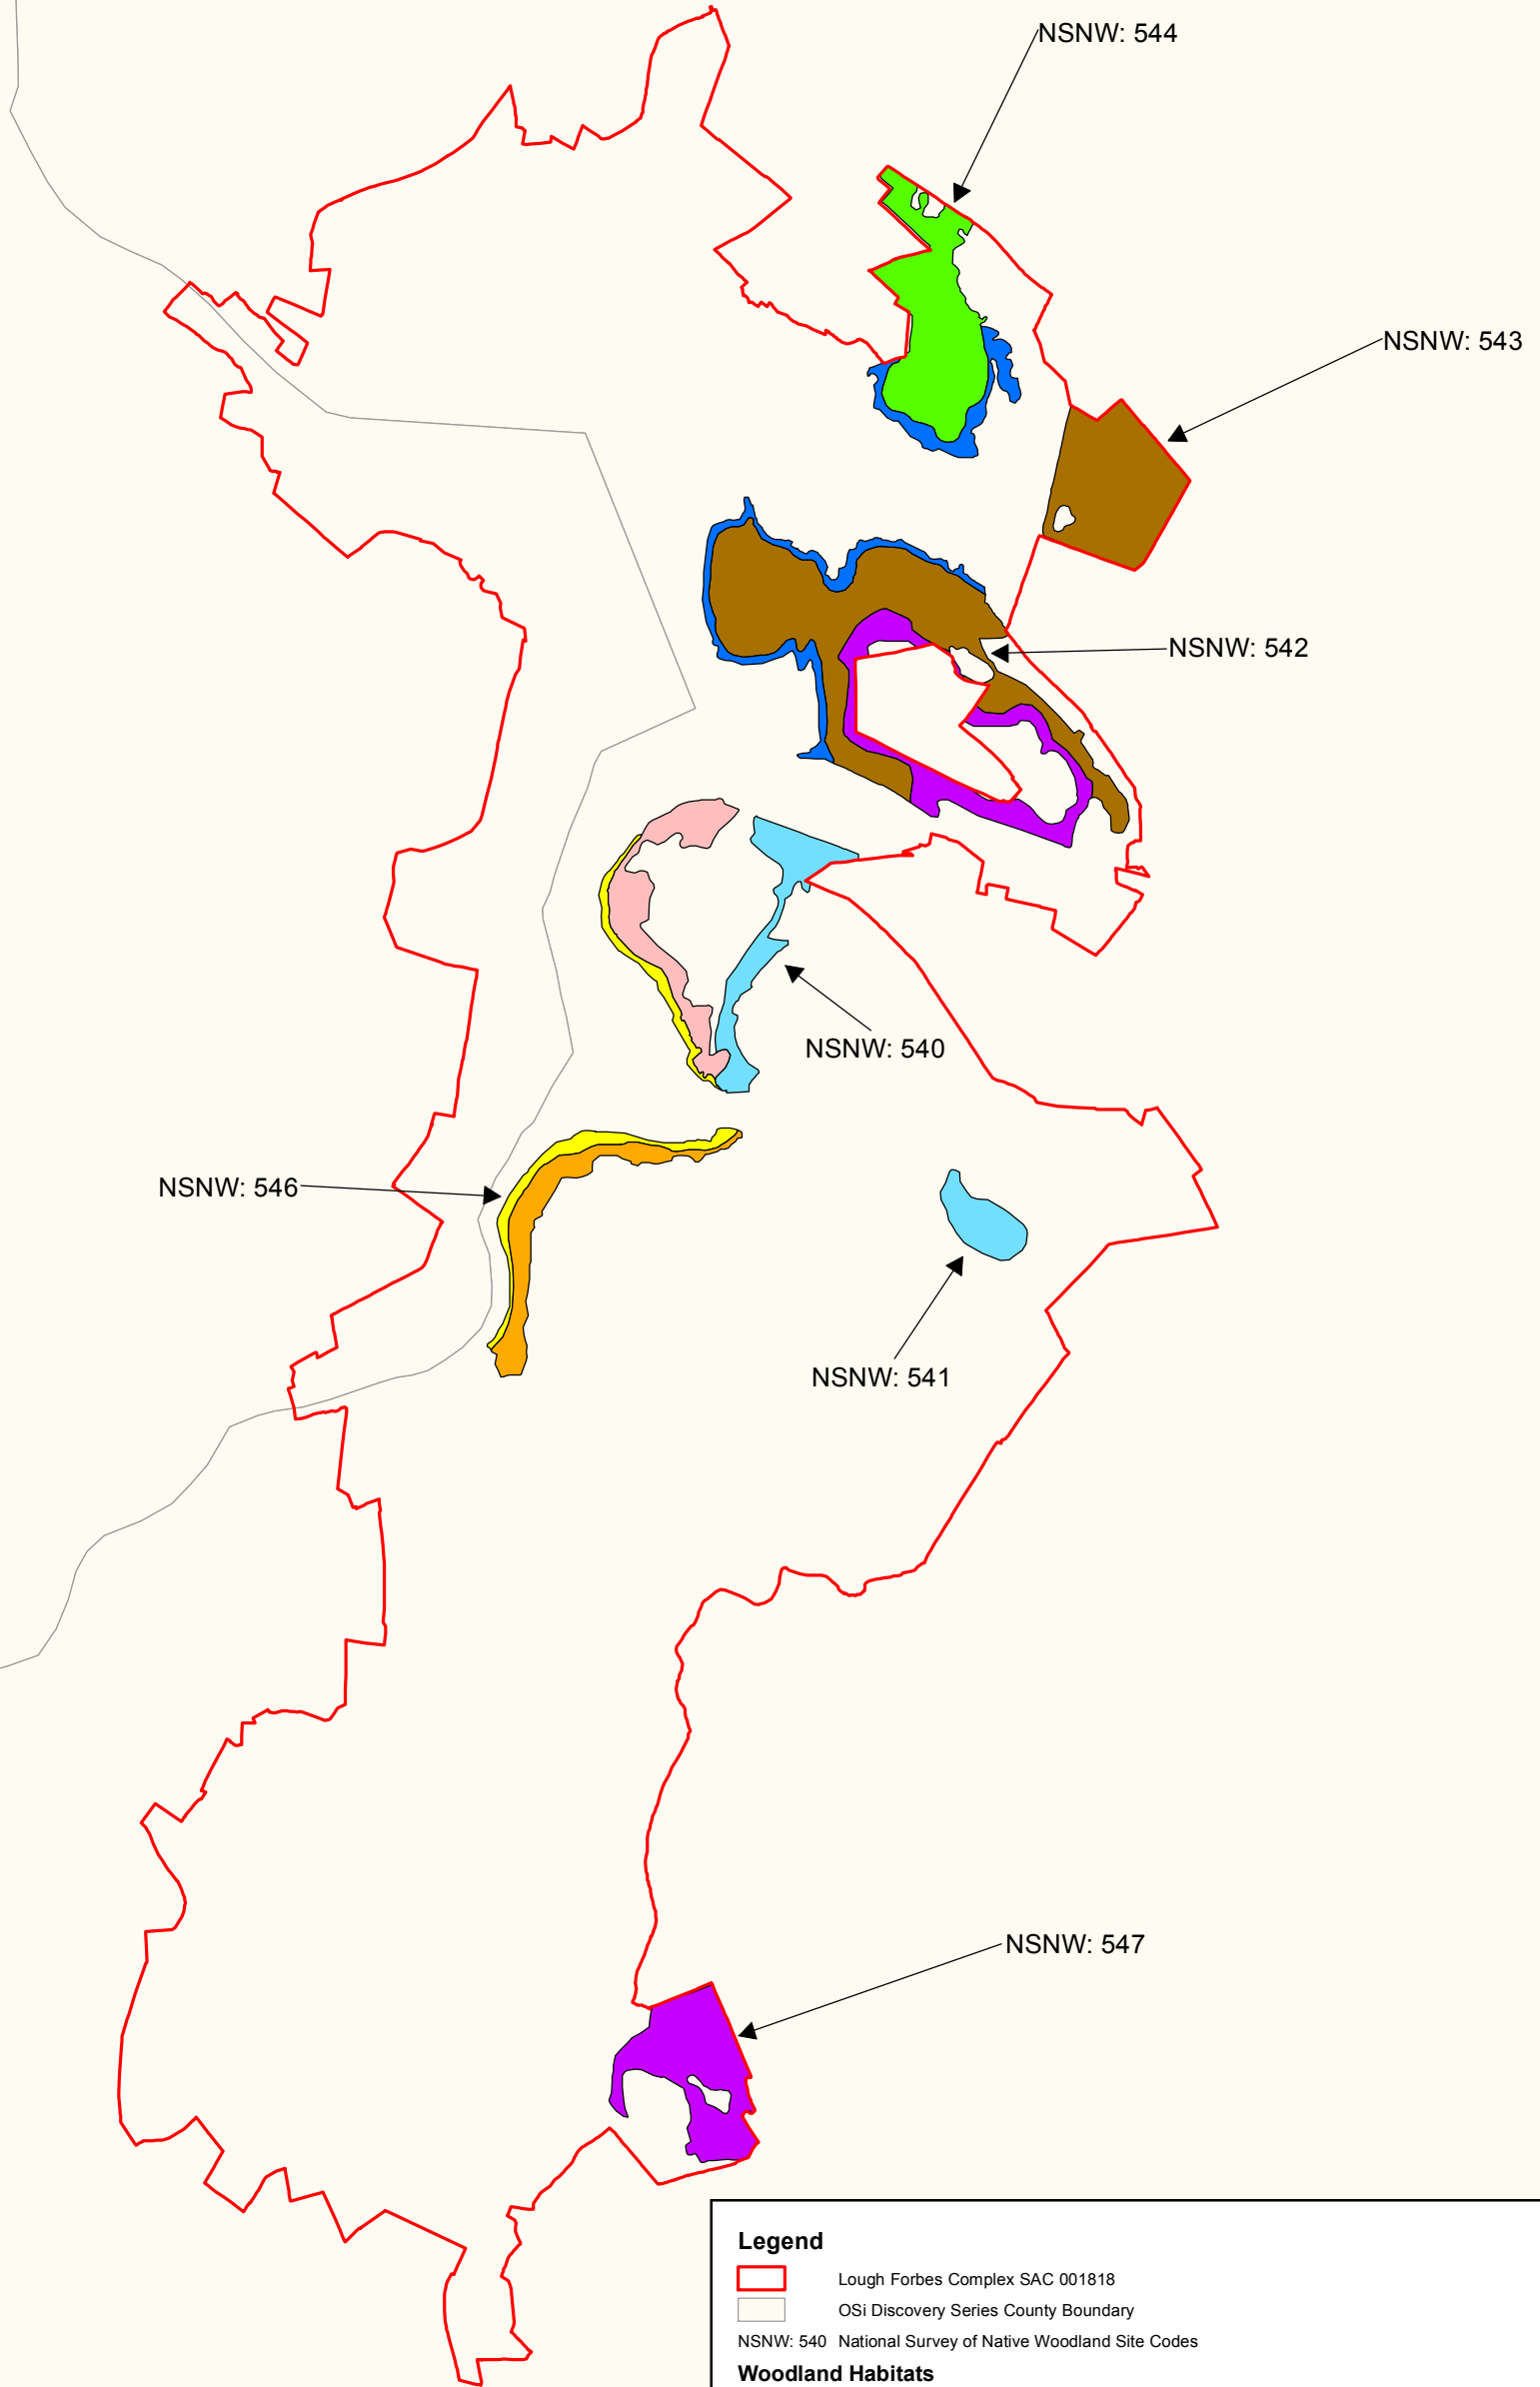 NSNW: 544
NSNW: 543
NSNW: 542
NSNW: 540
NSNW: 546
NSNW: 541
NSNW: 547
Legend
Lough Forbes Complex SAC 001818
OSi Discovery Series County Boundary
NSNW: 540 National Survey of Native Woodland Site Codes
Woodland Habitats